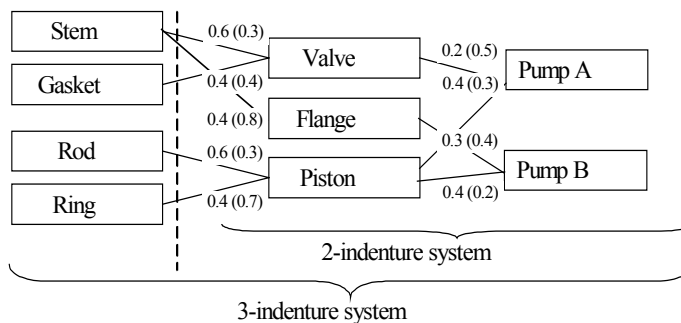 Stem
0.6 (0.3)
Valve
0.2 (0.5)
Pump A
Gasket
0.4 (0.4)
0.4 (0.3)
0.4 (0.8)
Flange
Rod
0.6 (0.3)
0.3 (0.4)
Piston
Pump B
Ring
0.4 (0.7)
0.4 (0.2)
2-indenture system
3-indenture system